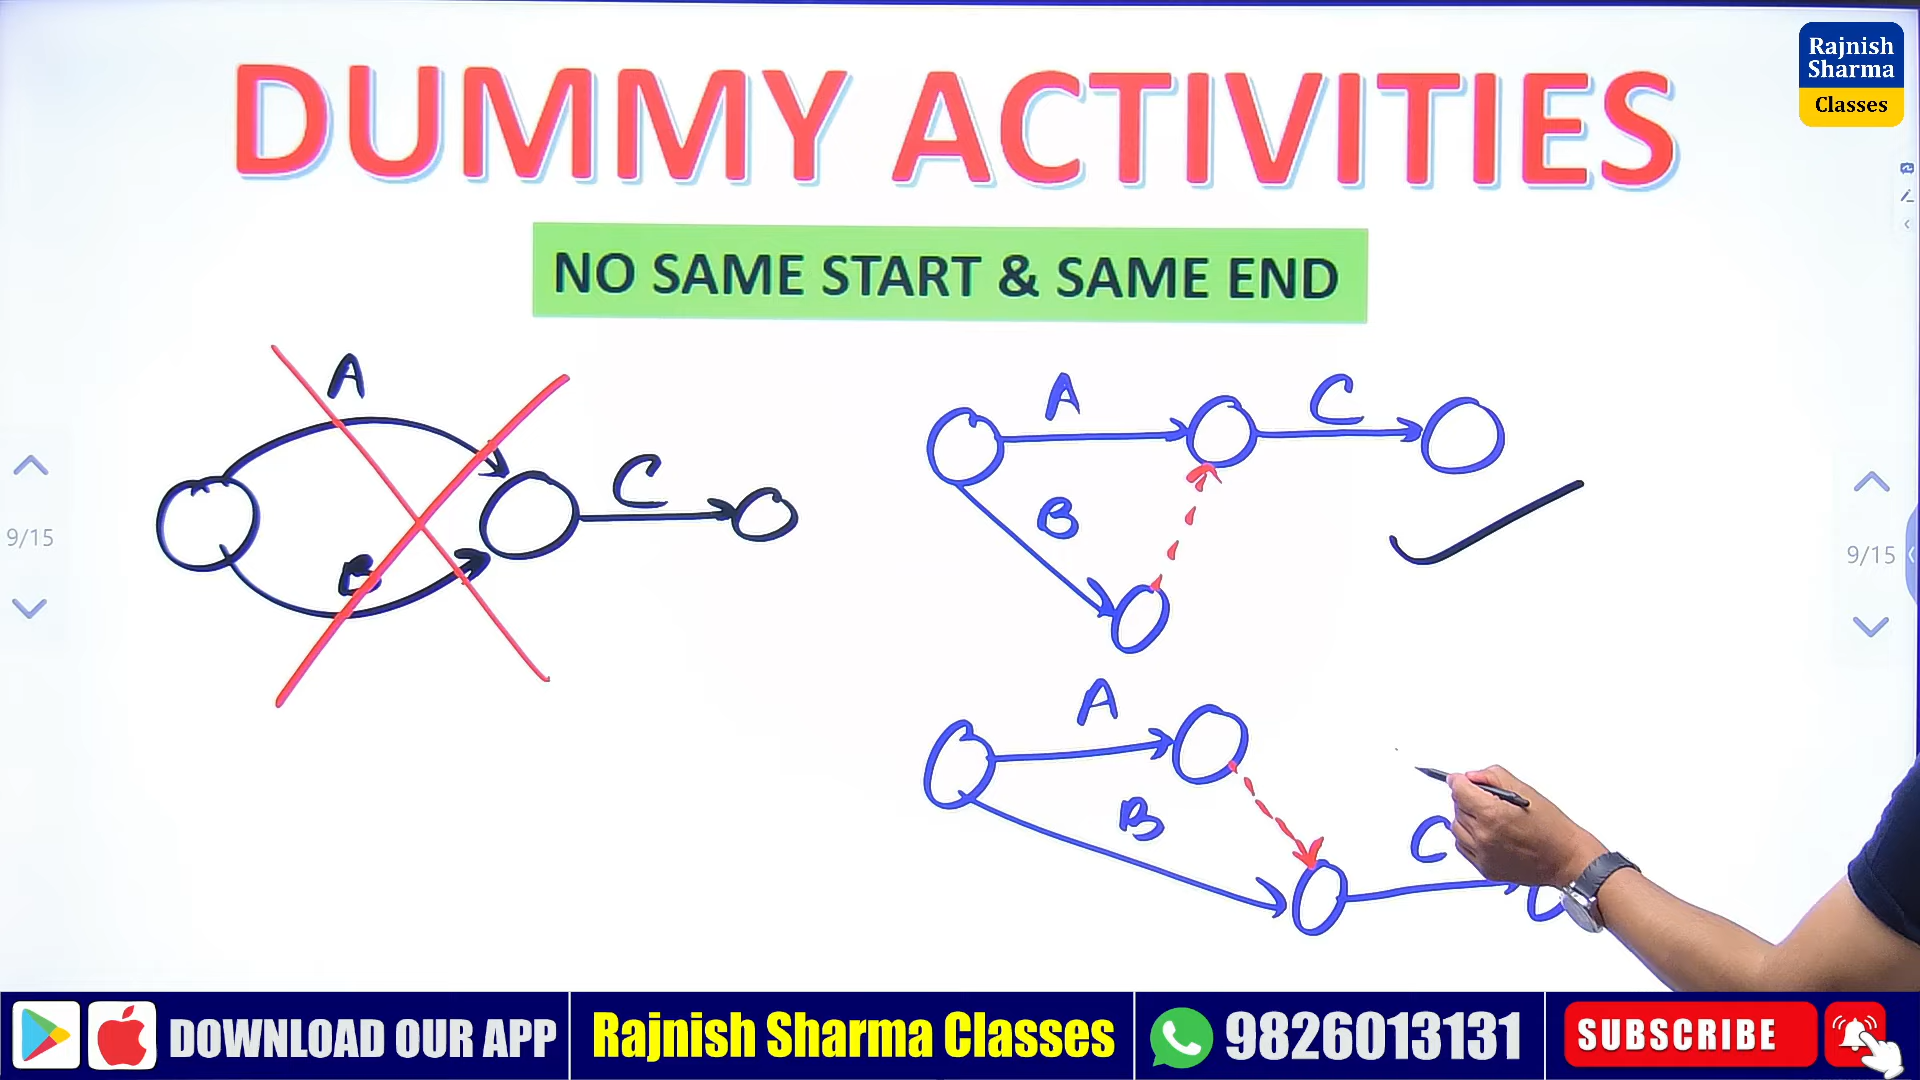 Rajnish
Sharma
Classes
DUMMY ACTIVITIES
NO SAME START & SAME END
A
B
C
A
C
B
A
B
C
9/15
9/15
DOWNLOAD OUR APP
Rajnish Sharma Classes
9826013131
SUBSCRIBE